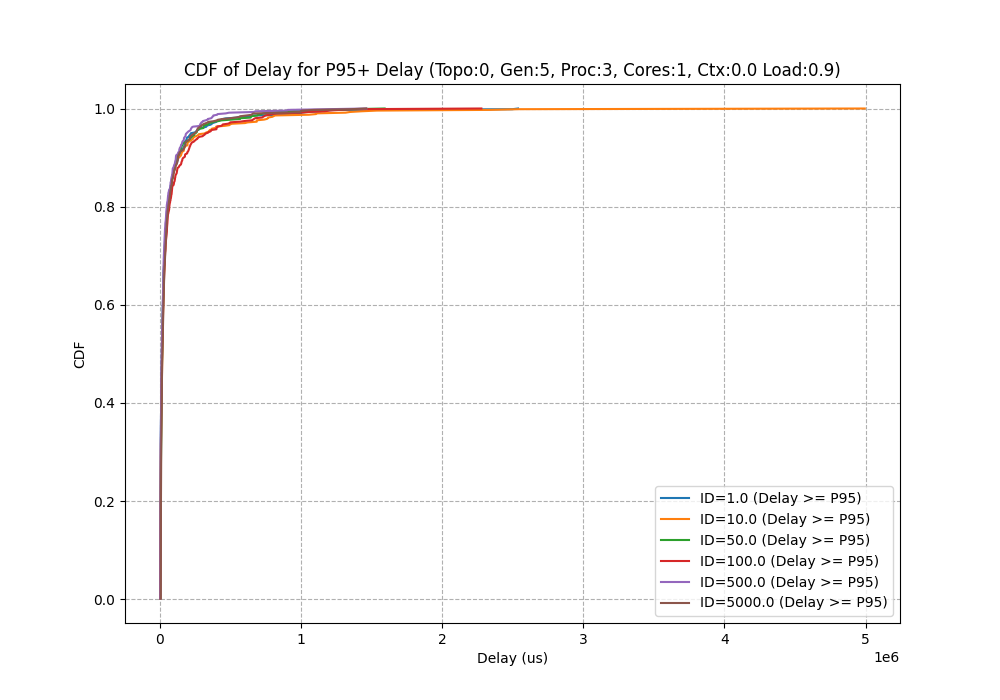 CDF of Delay for P95+ Delay (Topo:0, Gen:5, Proc:3, Cores:1, Ctx:0.0 Load:0.9)
1.0
0.8
0.6
0.4
0.2
0.0
CDF
ID=1.0 (Delay >= P95)
ID=10.0 (Delay >= P95)
ID=50.0 (Delay >= P95)
ID=100.0 (Delay >= P95)
ID=500.0 (Delay >= P95)
ID=5000.0 (Delay >= P95)
0 1 2 3 4 5
1e6
Delay (us)